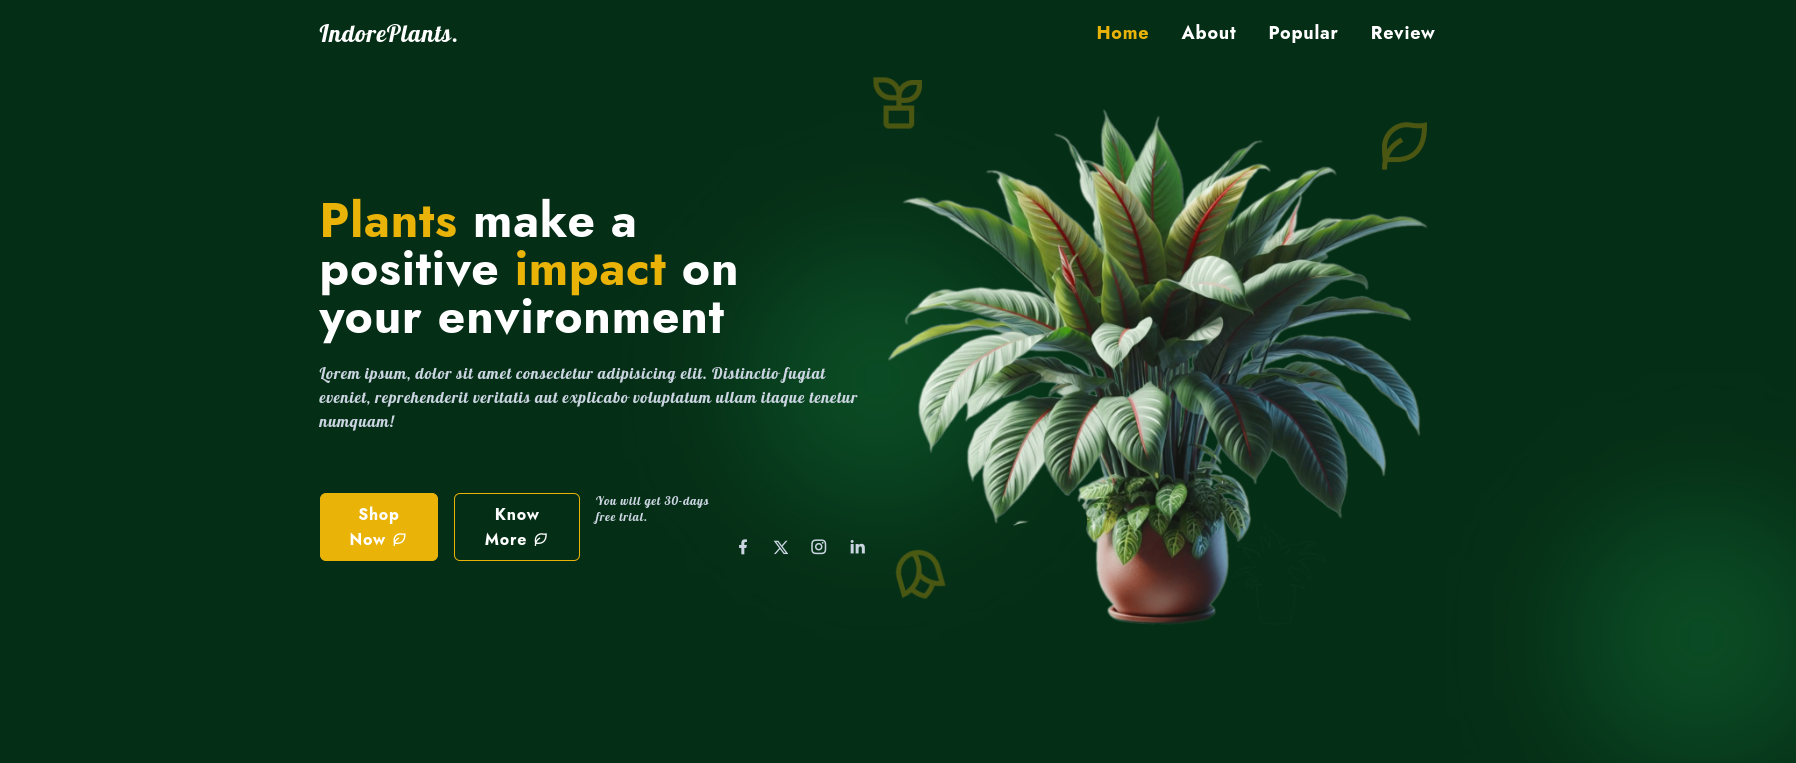 IndorePlants.
Home About Popular Review
Plants make a
positive impact on
your environment
Lorem ipsum, dolor sit amet consectetur adipisicing elit. Distinctio fugiat
eveniet, reprehenderit veritatis aut explicabo voluptatum ullam itaque tenetur
numquam!
Shop
Now
Know
More
You will get 30-days
free trial.